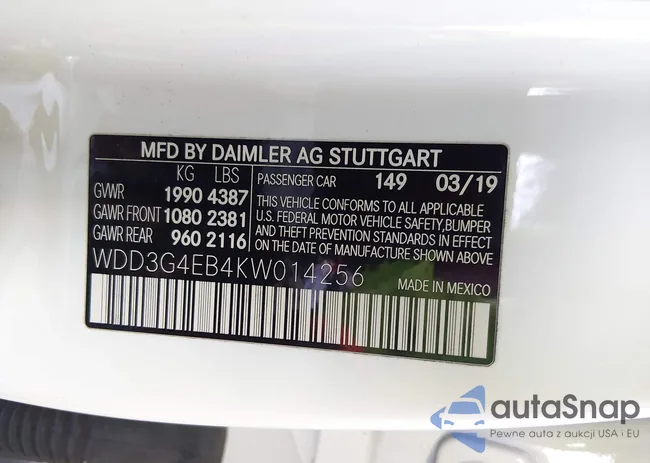 MFD BY DAIMLER AG STUTTGART
KG LBS
GVWR 1990 4387
GAWR FRONT 1080 2381
GAWR REAR 960 2116
PASSENGER CAR 149 03/19
THIS VEHICLE CONFORMS TO ALL APPLICABLE
U.S. FEDERAL MOTOR VEHICLE SAFETY,BUMPER
AND THEFT PREVENTION STANDARDS IN EFFECT
ON THE DATE OF MANUFACTURE SHOWN ABOVE
WDD3G4EB4KW014256
MADE IN MEXICO
autaSnap
Pewne auta z aukcji USA i EU